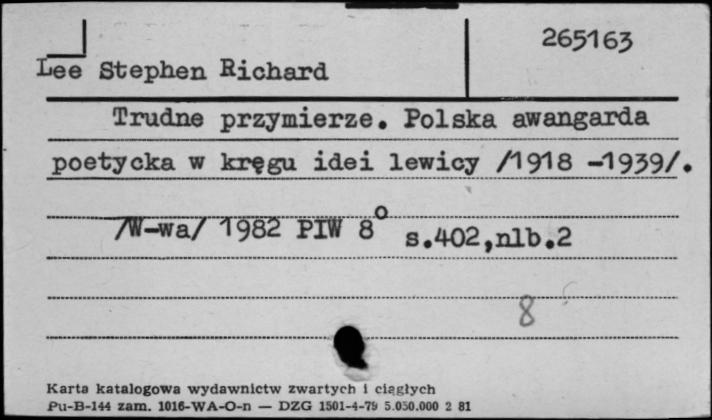 265163
Lee Stephen Richard
Trudne przymierze. Polska awangarda
poetycka w kręgu idei lewicy /1918 -1939/.
/W-wa/ 1982 PIW 8° s.402,nlb.2
8
Karta katalogowa wydawnictw zwartych i ciągłych
Pu-B-144 zam. 1016-WA-O-n — DZG 1501-4-79 5.050.000 2 81